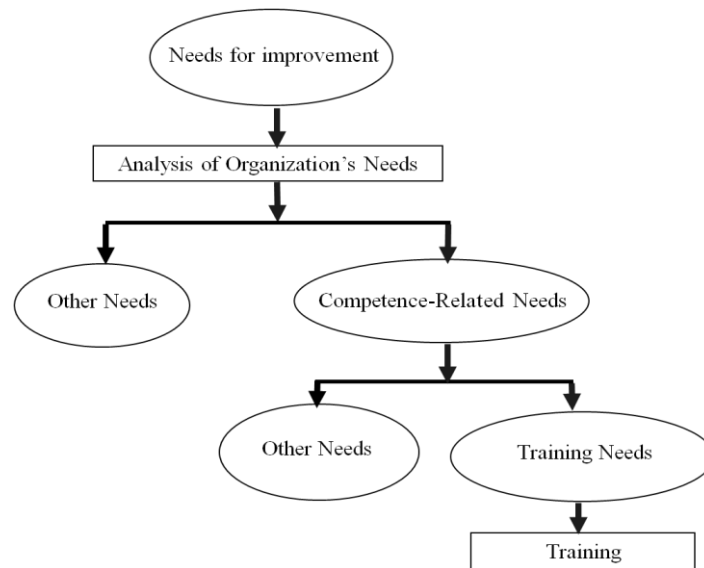 Needs for improvement
Analysis of Organization's Needs
Other Needs
Competence-Related Needs
Other Needs
Training Needs
Training